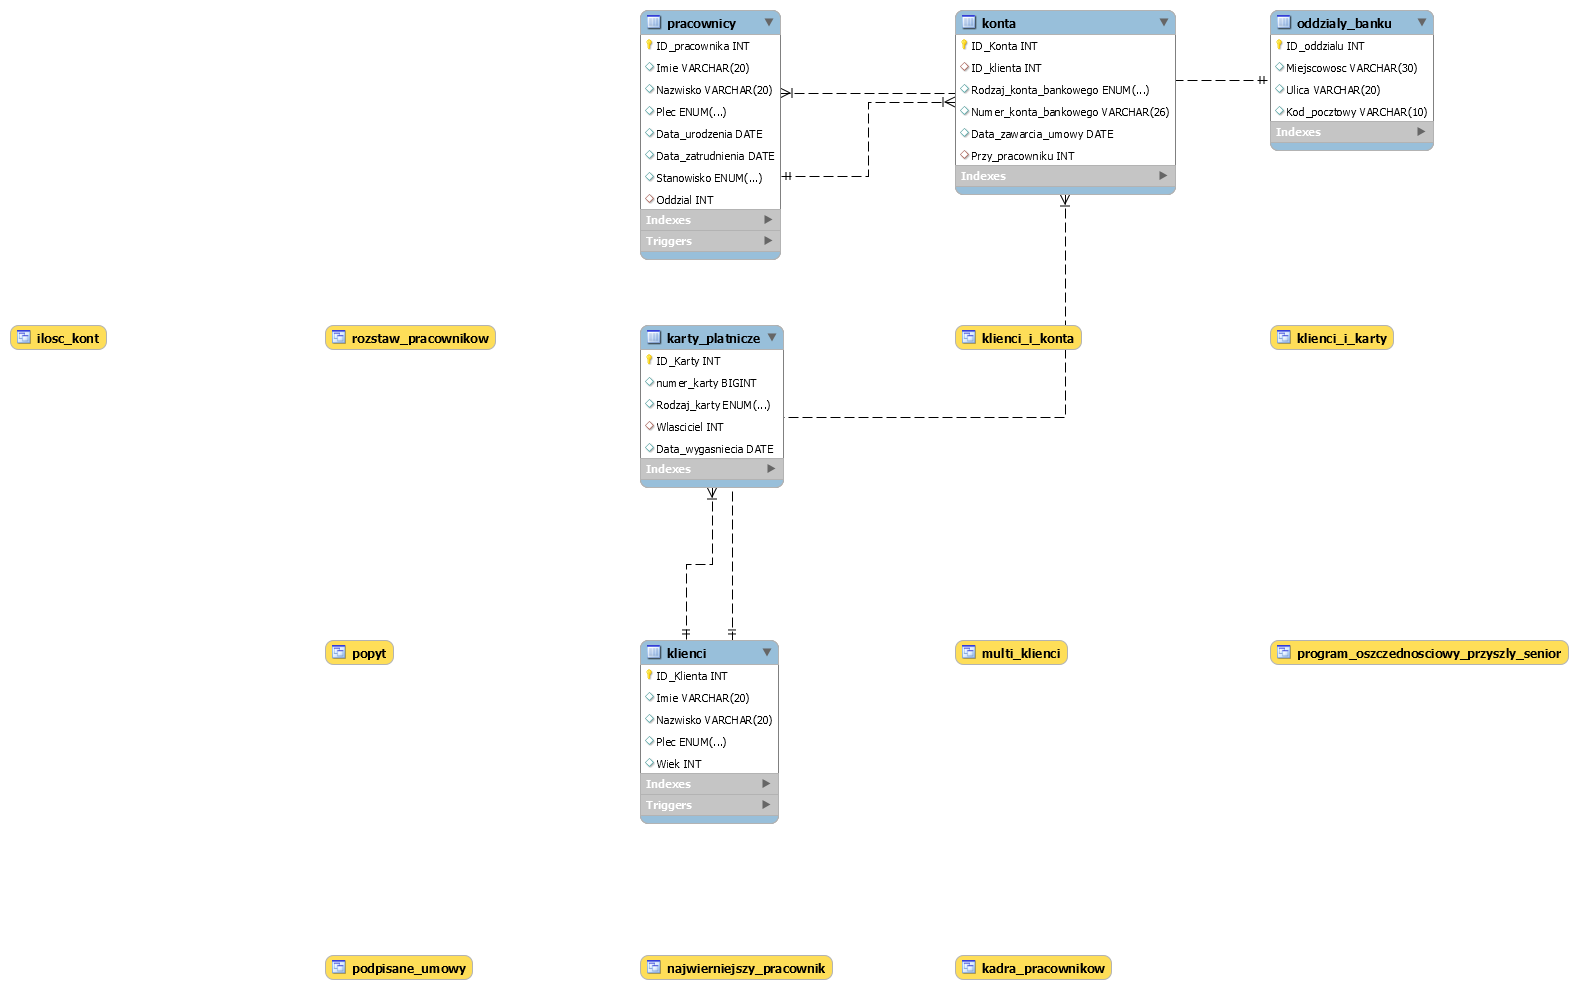 pracownicy
ID_pracownika INT
Imie VARCHAR(20)
Nazwisko VARCHAR(20)
Plec ENUM(...)
Data_urodzenia DATE
Data_zatrudnienia DATE
Stanowisko ENUM(...)
Oddzial INT
Indexes
Triggers
konta
ID_Konta INT
ID_klienta INT
Rodzaj_konta_bankowego ENUM(...)
Numer_konta_bankowego VARCHAR(26)
Data_zawarcia_umowy DATE
Przy_pracowniku INT
Indexes
oddzialy_banku
ID_oddzialu INT
Miejscowosc VARCHAR(30)
Ulica VARCHAR(20)
Kod_pocztowy VARCHAR(10)
Indexes
ilosc_kont
rozstaw_pracownikow
karty_platnicze
ID_Karty INT
numer_karty BIGINT
Rodzaj_karty ENUM(...)
Wlasciciel INT
Data_wygasniecia DATE
Indexes
klienci_i_konta
klienci_i_karty
popyt
klienci
ID_Klienta INT
Imie VARCHAR(20)
Nazwisko VARCHAR(20)
Plec ENUM(...)
Wiek INT
Indexes
Triggers
multi_klienci
program_oszczednosciowy_przyszly_senior
podpisane_umowy
najwierniejszy_pracownik
kadra_pracownikow